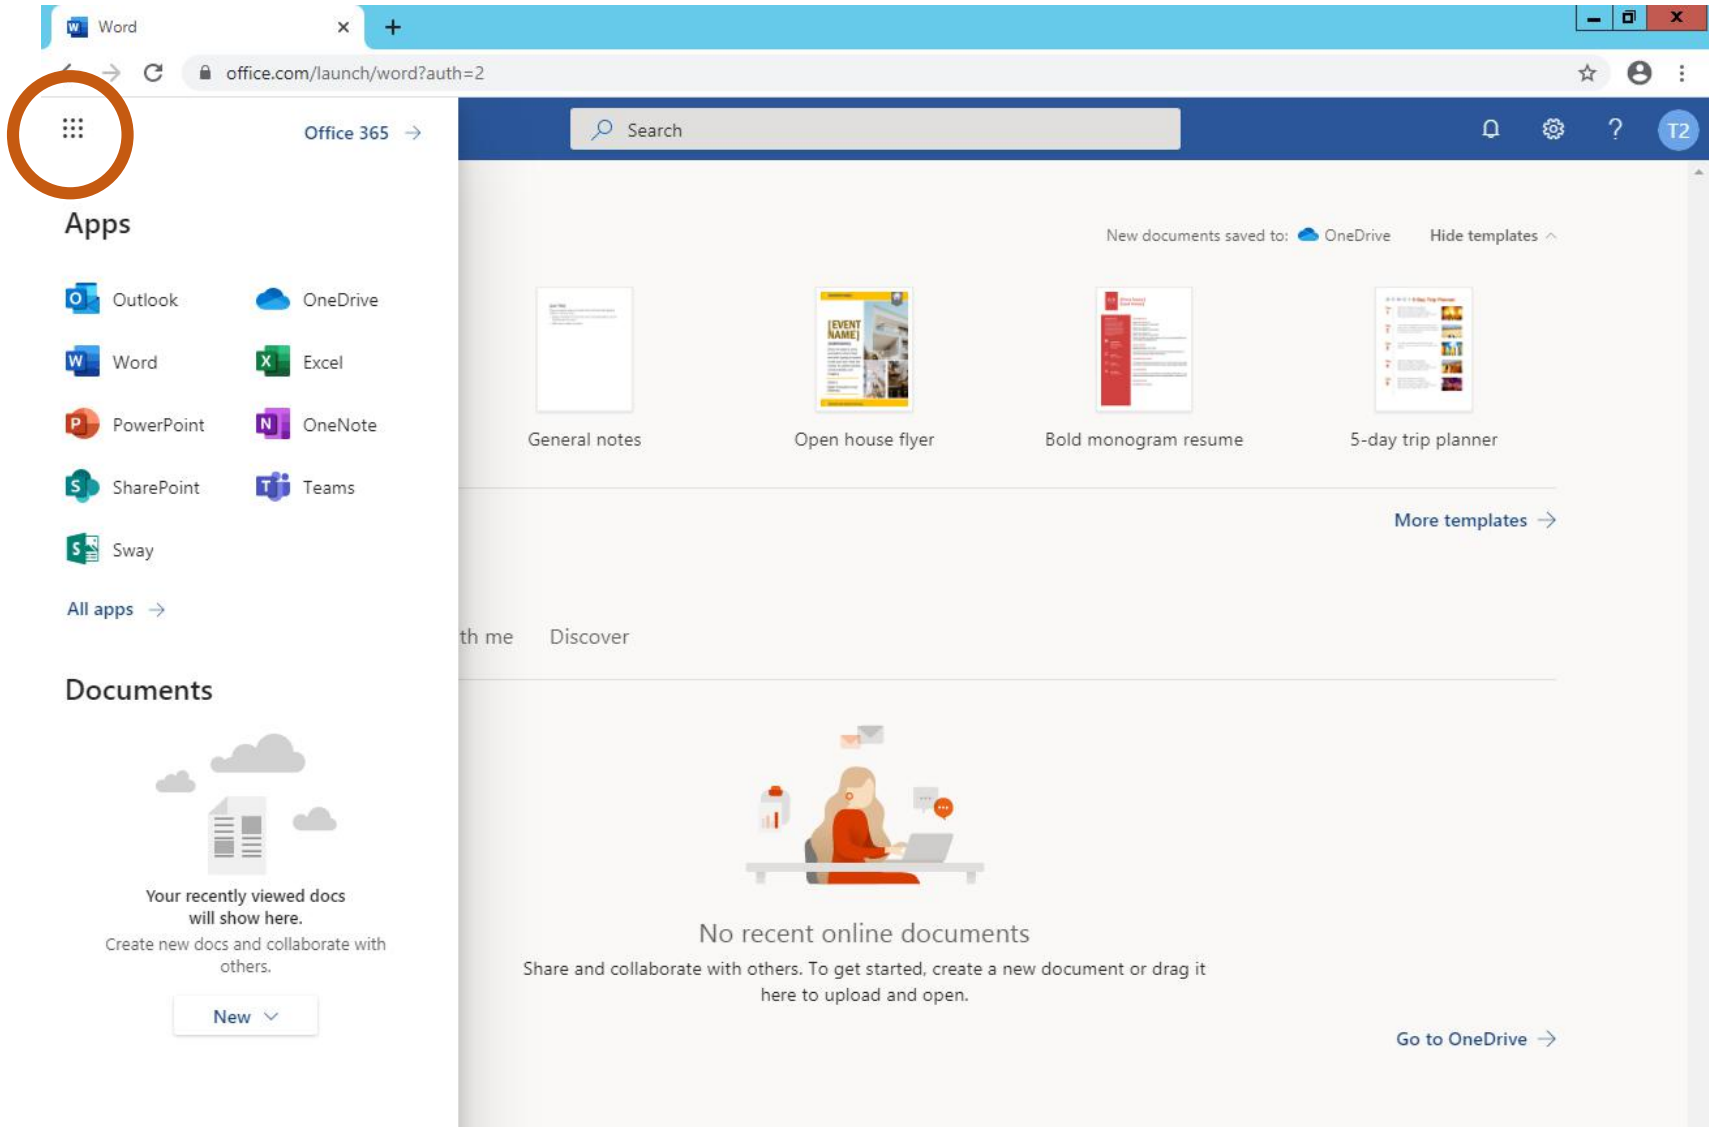 Word
office.com/launch/word?auth=2
Office 365
Search
T2
Apps
New documents saved to: OneDrive
Hide templates
Outlook
OneDrive
Word
Excel
PowerPoint
OneNote
SharePoint
Teams
Sway
All apps
[EVENT
NAME]
General notes
Open house flyer
Bold monogram resume
5-day trip planner
More templates
th me
Discover
Documents
Your recently viewed docs
will show here.
Create new docs and collaborate with
others.
New
No recent online documents
Share and collaborate with others. To get started, create a new document or drag it
here to upload and open.
Go to OneDrive